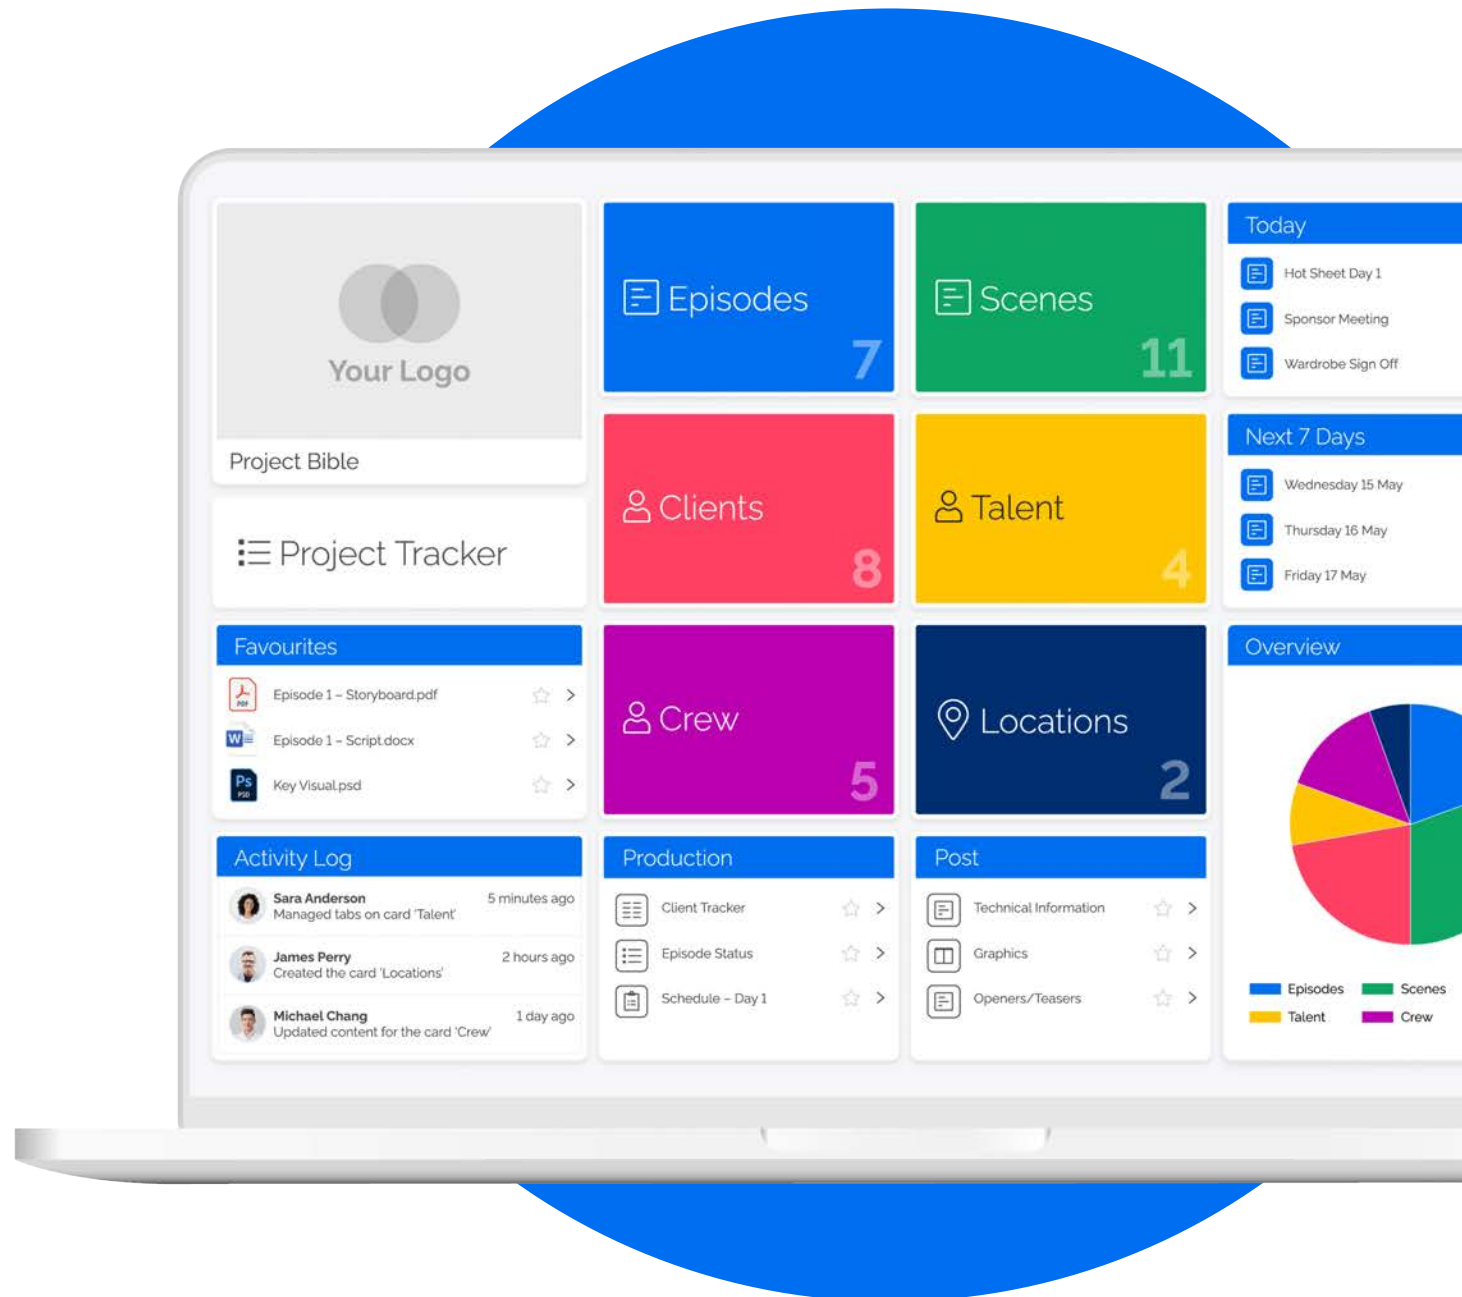 Your Logo
Project Bible
Project Tracker
Favourites
Episode 1 – Storyboard.pdf
Episode 1 – Script.docx
Key Visual.psd
Activity Log
Sara Anderson
5 minutes ago
Managed tabs on card 'Talent'
James Perry
2 hours ago
Created the card 'Locations'
Michael Chang
1 day ago
Updated content for the card 'Crew'
Episodes
7
Scenes
11
Clients
8
Talent
4
Crew
5
Locations
2
Production
Client Tracker
Episode Status
Schedule – Day 1
Post
Technical Information
Graphics
Openers/Teasers
Today
Hot Sheet Day 1
Sponsor Meeting
Wardrobe Sign Off
Next 7 Days
Wednesday 15 May
Thursday 16 May
Friday 17 May
Overview
Episodes Scenes
Talent Crew
PDF
W
Ps
PSD